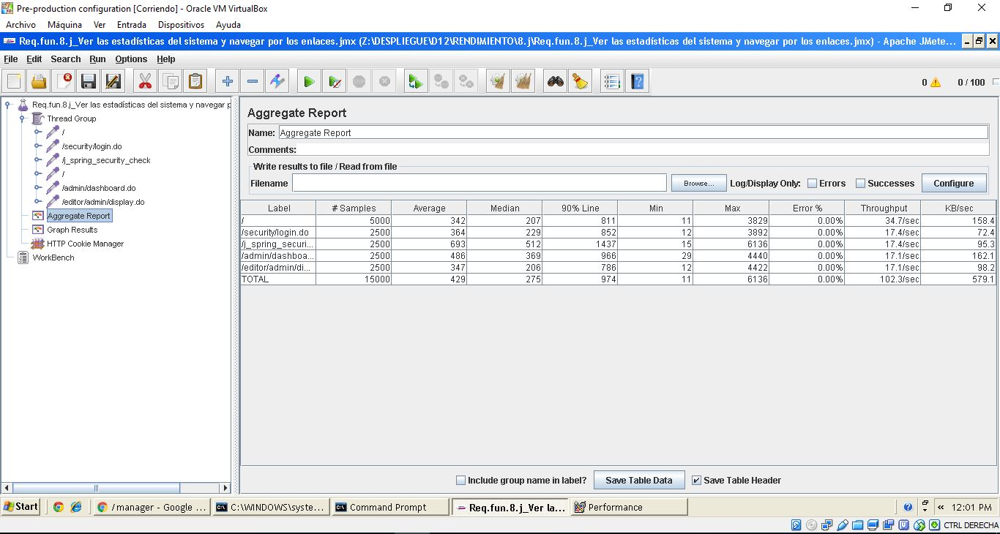 Pre-production configuration [Corriendo] - Oracle VM VirtualBox
Archivo Máquina Ver Entrada Dispositivos Ayuda
Req.fun.8.j_Ver las estadísticas del sistema y navegar por los enlaces.jmx (Z:\DESPLIEGUE\D12\RENDIMIENTO\8.j\Req.fun.8.j_Ver las estadísticas del sistema y navegar por los enlaces.jmx) - Apache JMete...
File Edit Search Run Options Help
0 0 / 100
Req.fun.8.j_Ver las estadísticas del sistema y navegar p
Thread Group
/
/security/login.do
/j_spring_security_check
/
/admin/dashboard.do
/editor/admin/display.do
Aggregate Report
Graph Results
HTTP Cookie Manager
WorkBench
Aggregate Report
Name: Aggregate Report
Comments:
Write results to file / Read from file
Filename Browse... Log/Display Only: Errors Successes Configure
Label # Samples Average Median 90% Line Min Max Error % Throughput KB/sec
/ 5000 342 207 811 11 3829 0.00% 34.7/sec 158.4
/security/login.do 2500 364 229 852 12 3892 0.00% 17.4/sec 72.4
/j_spring_securi... 2500 693 512 1437 15 6136 0.00% 17.4/sec 95.3
/admin/dashboa... 2500 486 369 966 29 4440 0.00% 17.1/sec 162.1
/editor/admin/di... 2500 347 206 786 12 4422 0.00% 17.1/sec 98.2
TOTAL 15000 429 275 974 11 6136 0.00% 102.3/sec 579.1
Include group name in label? Save Table Data Save Table Header
Start /manager - Google ... C:\WINDOWS\syste... Command Prompt Req.fun.8.j_Ver la... Performance « 12:01 PM
CTRL DERECHA